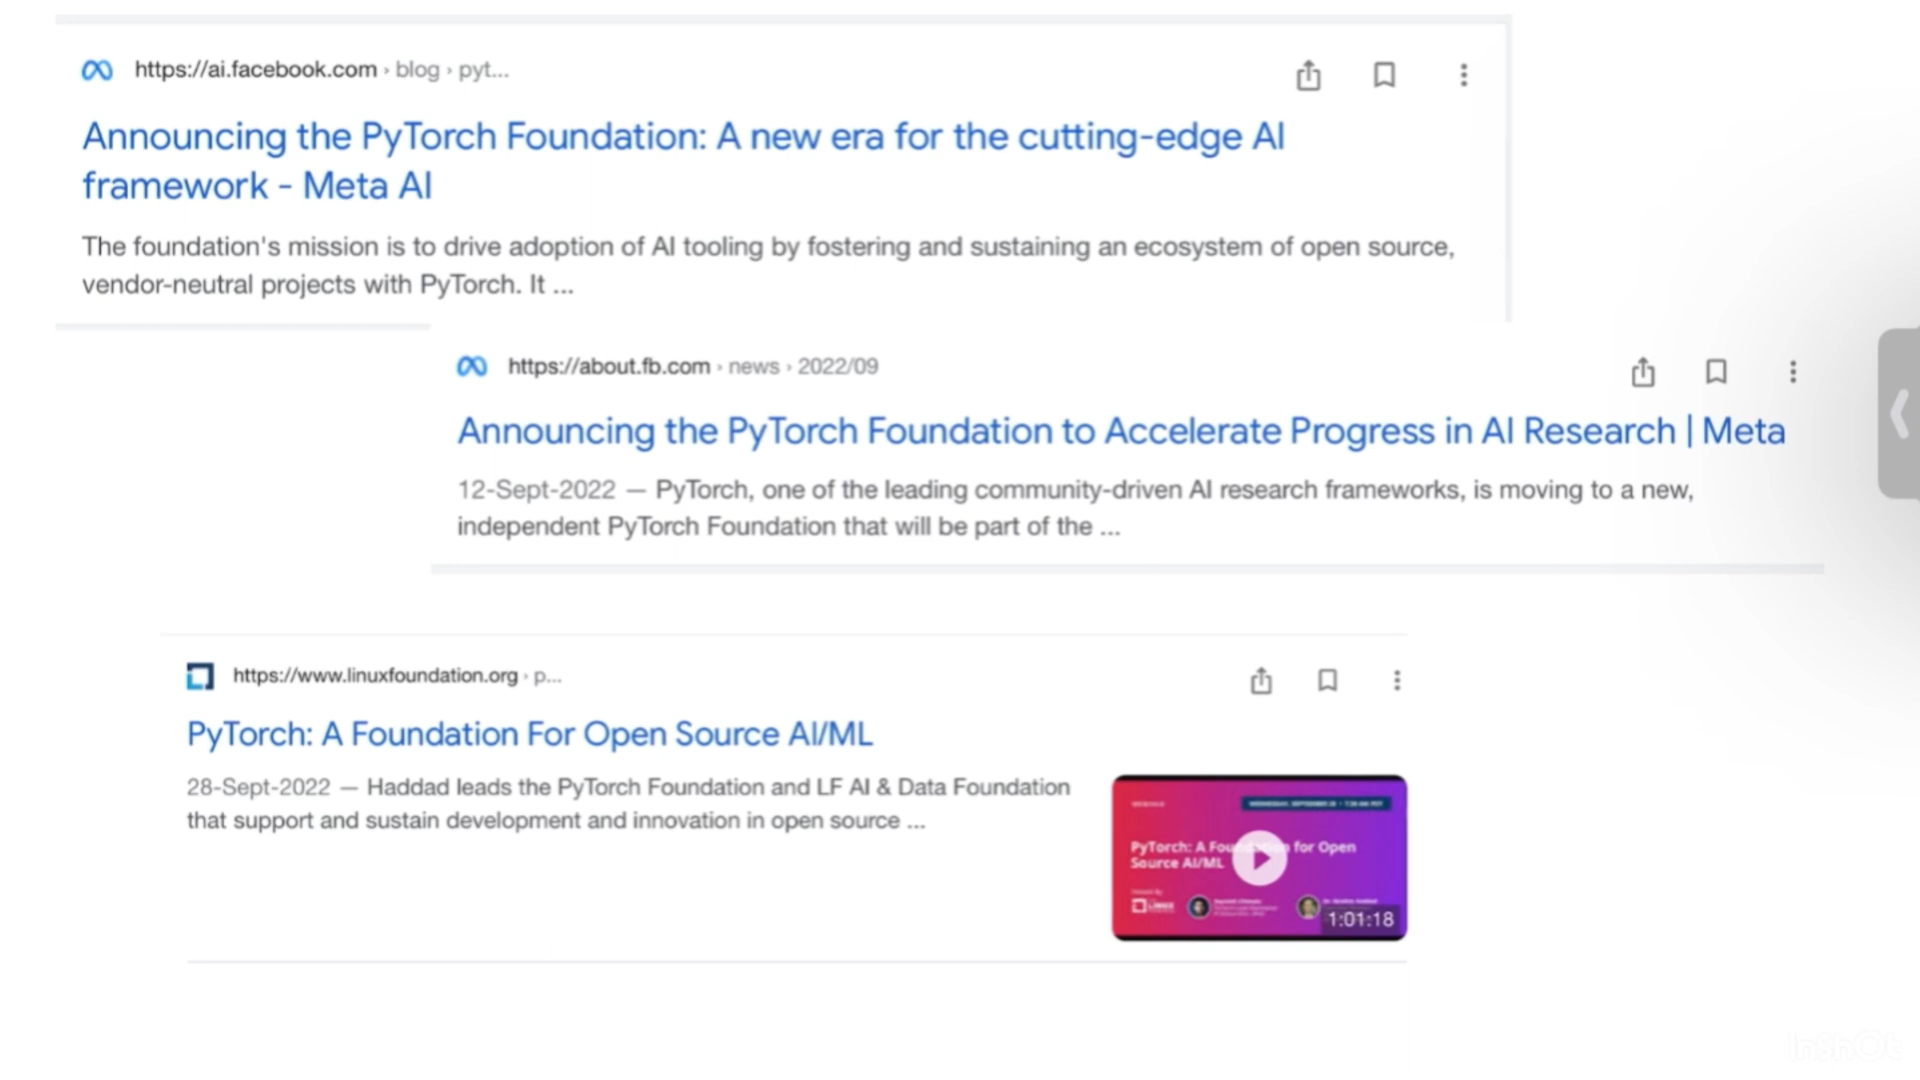 https://ai.facebook.com › blog › pyt...
Announcing the PyTorch Foundation: A new era for the cutting-edge AI
framework - Meta AI
The foundation's mission is to drive adoption of AI tooling by fostering and sustaining an ecosystem of open source,
vendor-neutral projects with PyTorch. It ...
https://about.fb.com › news › 2022/09
Announcing the PyTorch Foundation to Accelerate Progress in AI Research | Meta
12-Sept-2022 — PyTorch, one of the leading community-driven AI research frameworks, is moving to a new,
independent PyTorch Foundation that will be part of the ...
https://www.linuxfoundation.org › p...
PyTorch: A Foundation For Open Source AI/ML
28-Sept-2022 — Haddad leads the PyTorch Foundation and LF AI & Data Foundation
that support and sustain development and innovation in open source ...
PyTorch: A for Open
Source AI/ML
1:01:18
InShOt